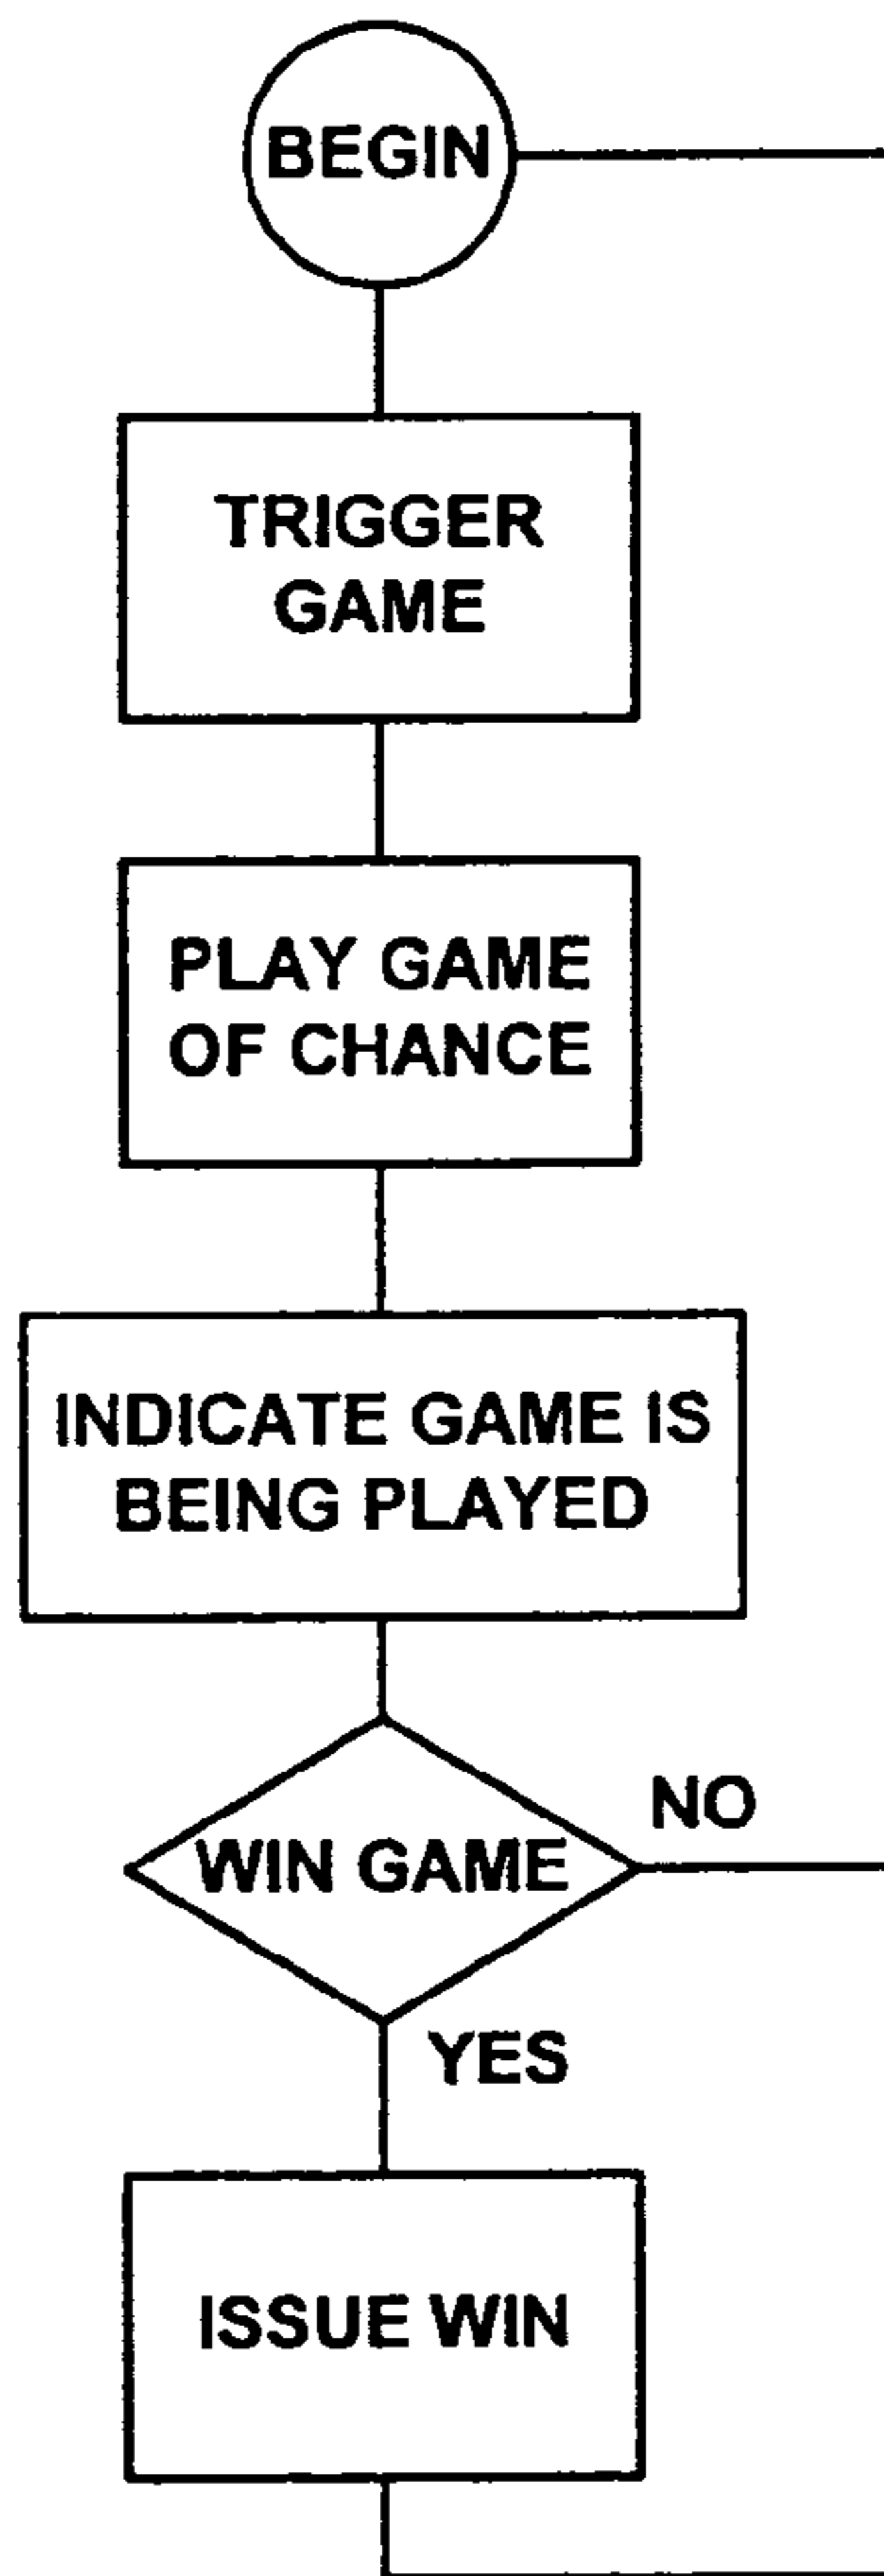 BEGIN
TRIGGER
GAME
PLAY GAME
OF CHANCE
INDICATE GAME IS
BEING PLAYED
WIN GAME
NO
YES
ISSUE WIN